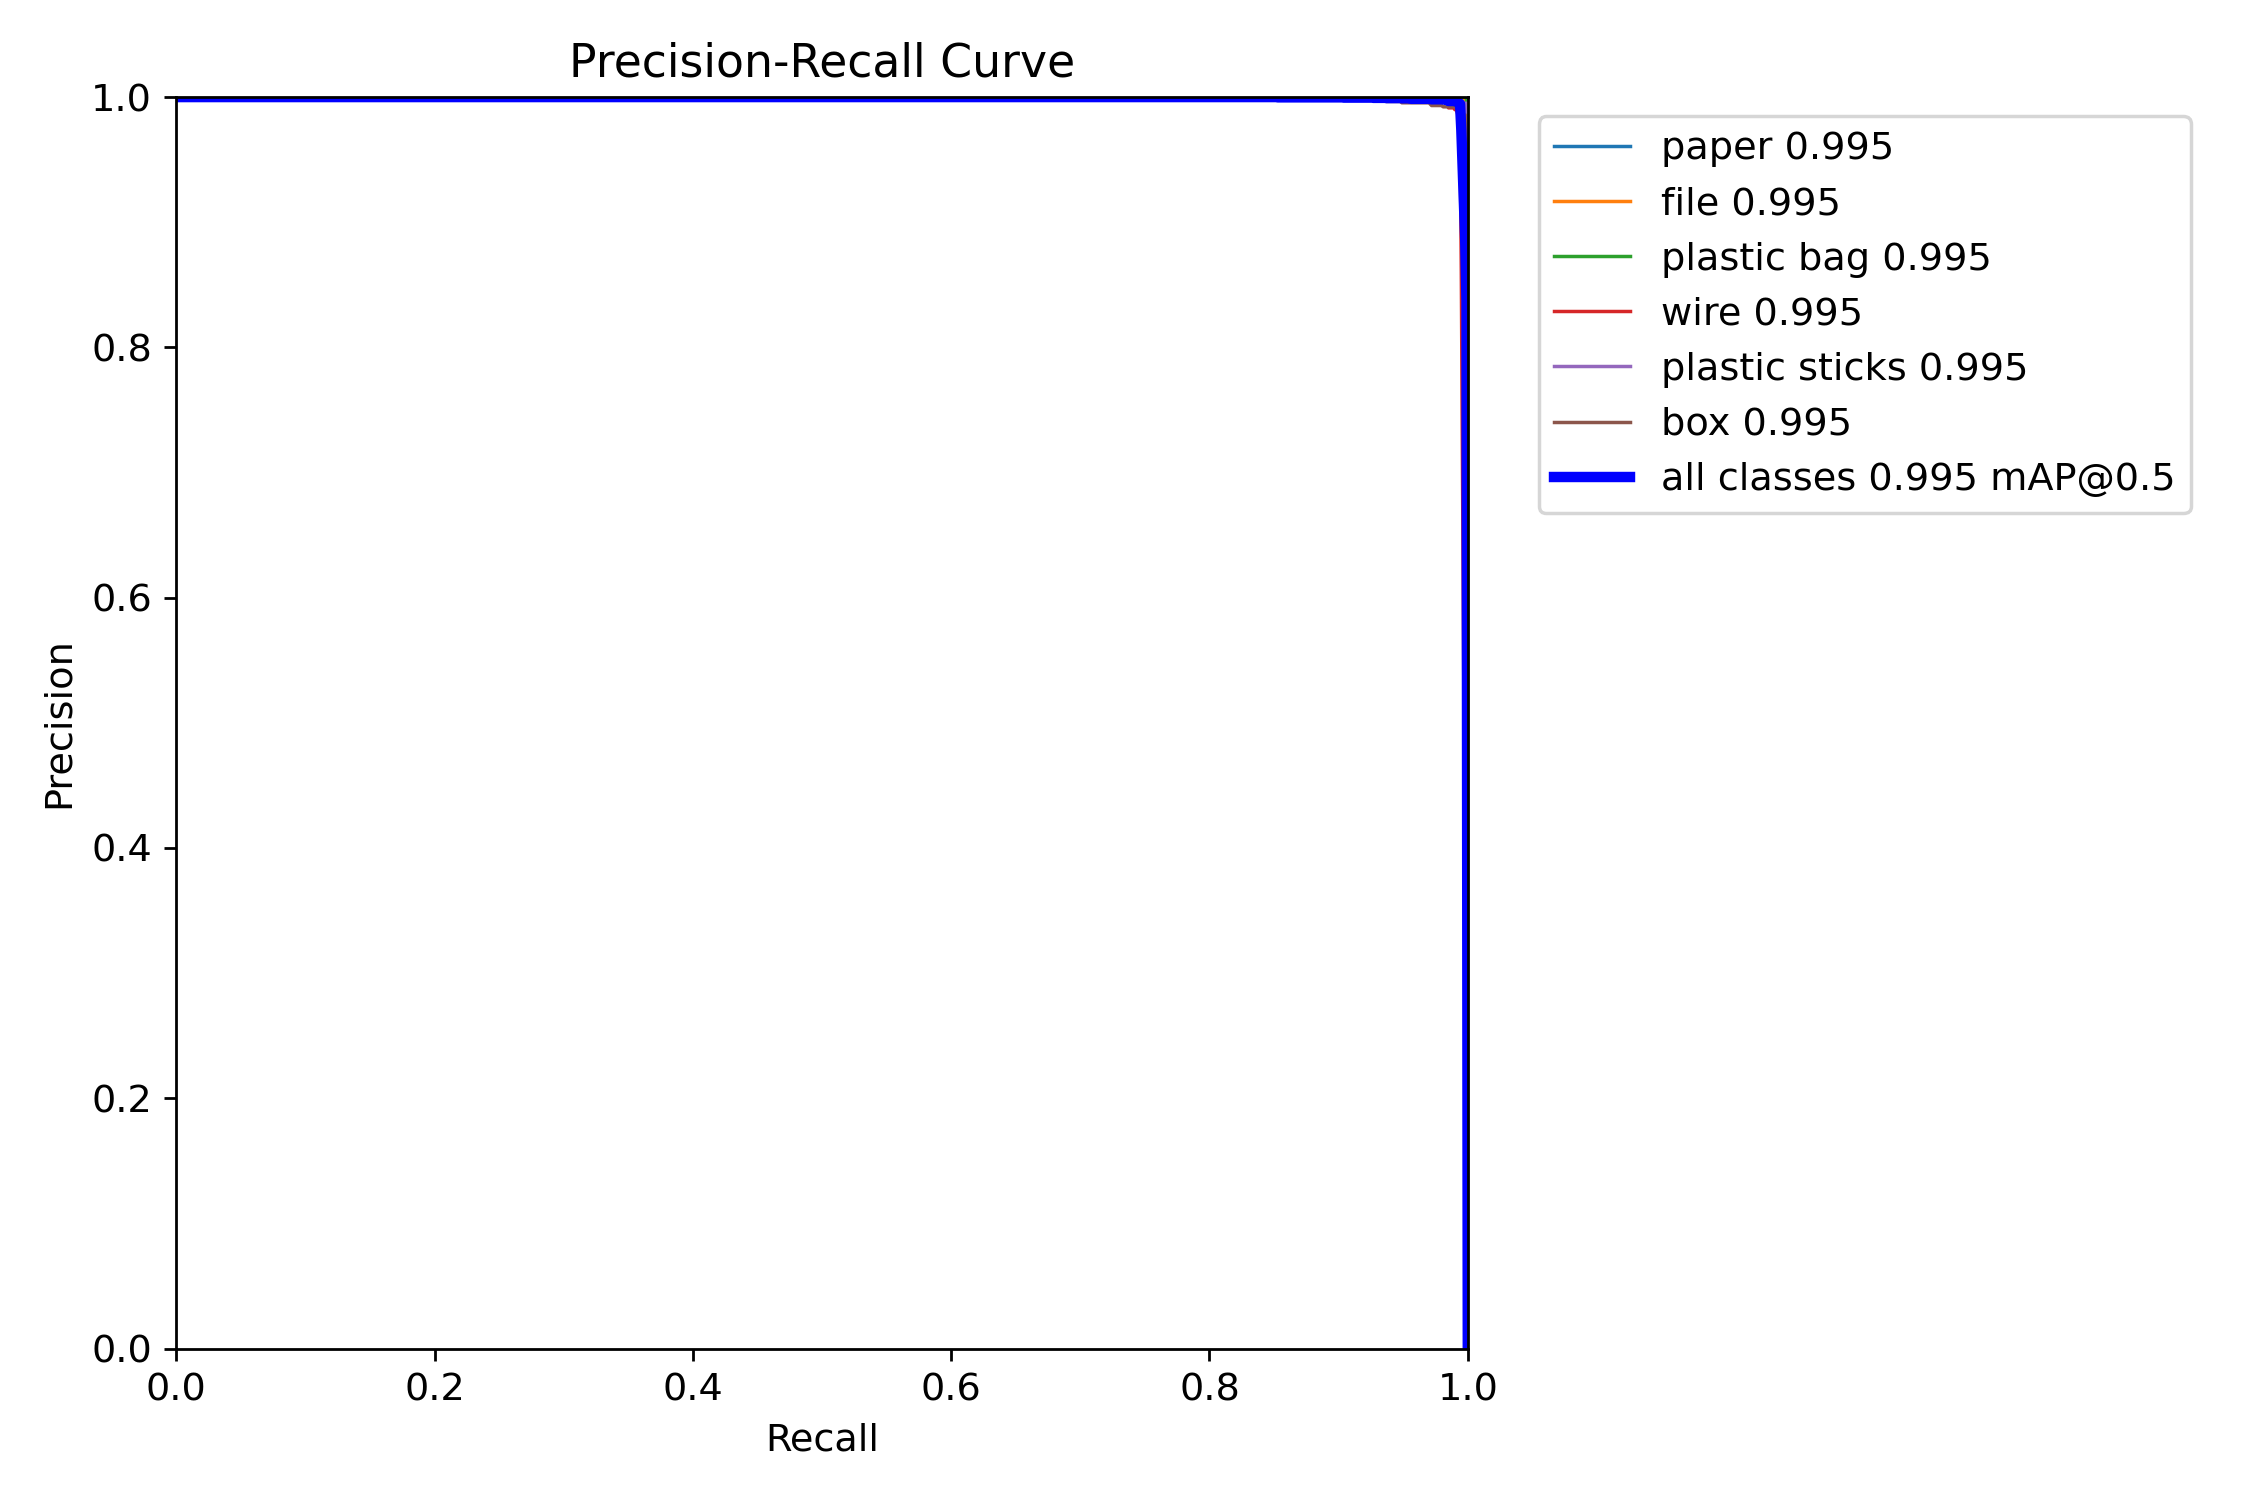 Precision-Recall Curve
1.0
0.8
0.6
0.4
0.2
0.0
Precision
0.0 0.2 0.4 0.6 0.8 1.0
Recall
paper 0.995
file 0.995
plastic bag 0.995
wire 0.995
plastic sticks 0.995
box 0.995
all classes 0.995 mAP@0.5